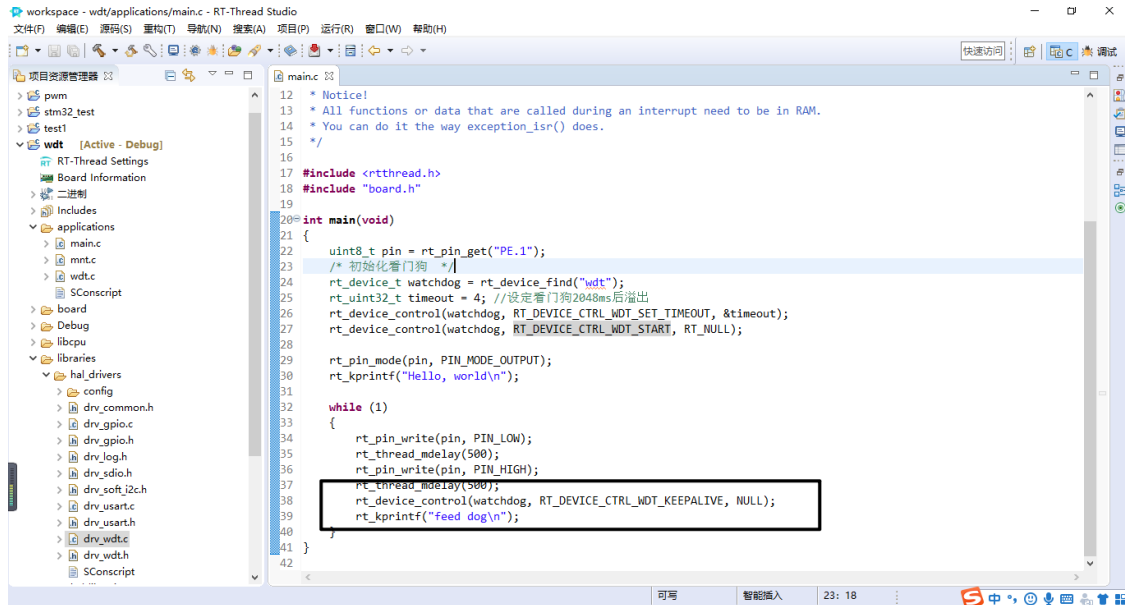 workspace - wdt/applications/main.c - RT-Thread Studio
文件(F) 编辑(E) 源码(S) 重构(T) 导航(N) 搜索(A) 项目(P) 运行(R) 窗口(W) 帮助(H)
快速访问
C
调试
项目资源管理器
pwm
stm32_test
test1
wdt [Active - Debug]
RT-Thread Settings
Board Information
二进制
Includes
applications
main.c
mnt.c
wdt.c
SConscript
board
Debug
libcpu
libraries
hal_drivers
config
drv_common.h
drv_gpio.c
drv_gpio.h
drv_log.h
drv_sdio.h
drv_soft_i2c.h
drv_usart.c
drv_usart.h
drv_wdt.c
drv_wdt.h
SConscript
main.c
12 * Notice!
13 * All functions or data that are called during an interrupt need to be in RAM.
14 * You can do it the way exception_isr() does.
15 */
16
17 #include <rtthread.h>
18 #include "board.h"
19
20 int main(void)
21 {
22 uint8_t pin = rt_pin_get("PE.1");
23 /* 初始化看门狗 */
24 rt_device_t watchdog = rt_device_find("wdt");
25 rt_uint32_t timeout = 4; //设定看门狗2048ms后溢出
26 rt_device_control(watchdog, RT_DEVICE_CTRL_WDT_SET_TIMEOUT, &timeout);
27 rt_device_control(watchdog, RT_DEVICE_CTRL_WDT_START, RT_NULL);
28
29 rt_pin_mode(pin, PIN_MODE_OUTPUT);
30 rt_kprintf("Hello, world\n");
31
32 while (1)
33 {
34 rt_pin_write(pin, PIN_LOW);
35 rt_thread_mdelay(500);
36 rt_pin_write(pin, PIN_HIGH);
37 rt_thread_mdelay(500);
38 rt_device_control(watchdog, RT_DEVICE_CTRL_WDT_KEEPALIVE, NULL);
39 rt_kprintf("feed dog\n");
40 }
41 }
42
可写
智能插入
23: 18
中